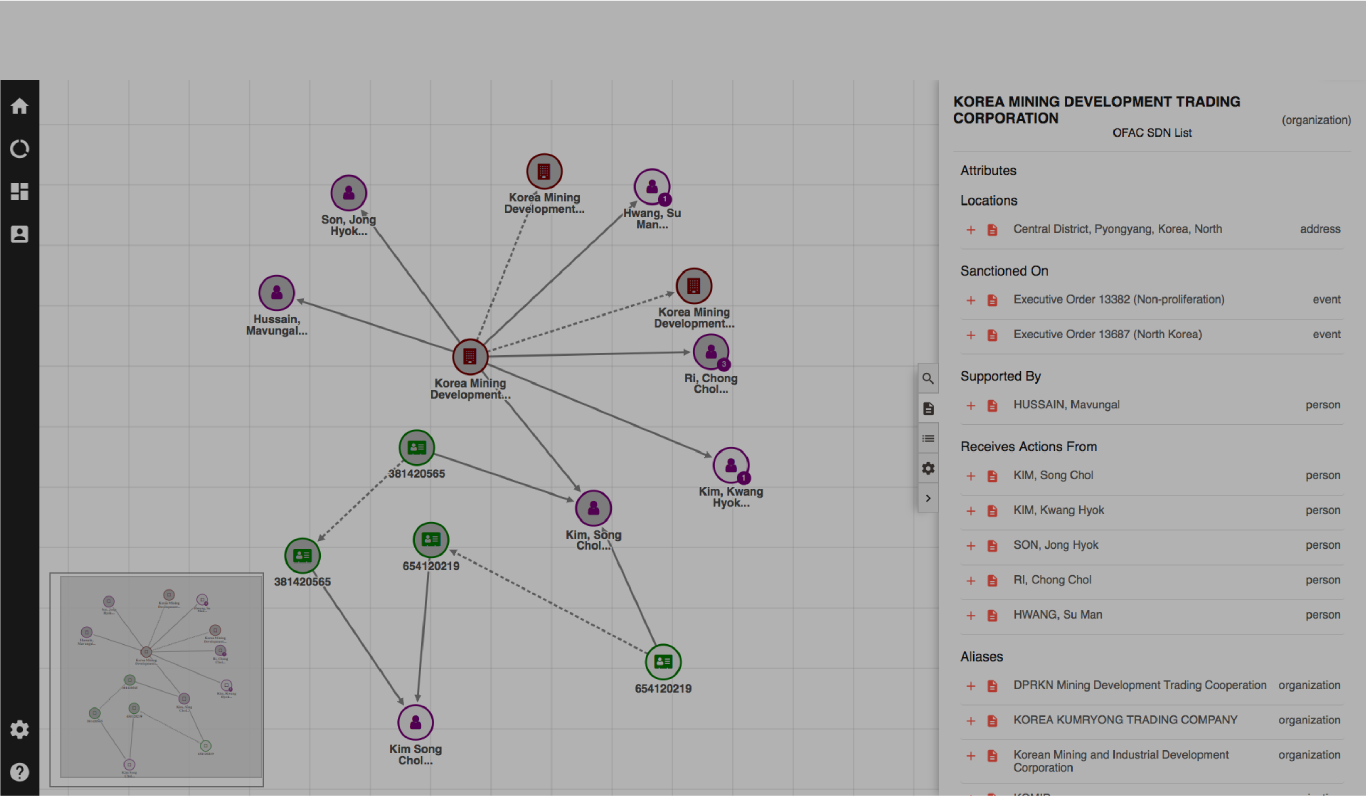 KOREA MINING DEVELOPMENT TRADING
CORPORATION
(organization)
OFAC SDN List
Attributes
Locations
Central District, Pyongyang, Korea, North address
Sanctioned On
Executive Order 13382 (Non-proliferation) event
Executive Order 13687 (North Korea) event
Supported By
HUSSAIN, Mavungal person
Receives Actions From
KIM, Song Chol person
KIM, Kwang Hyok person
SON, Jong Hyok person
RI, Chong Chol person
HWANG, Su Man person
Aliases
DPRKN Mining Development Trading Cooperation organization
KOREA KUMRYONG TRADING COMPANY organization
Korean Mining and Industrial Development organization
Corporation
Korea Mining
Development...
Son, Jong
Hyok...
Hwang, Su
Man...
1
Hussain,
Mavungal...
Korea Mining
Development...
Korea Mining
Development...
3
Ri, Chong
Chol...
381420565
1
Kim, Kwang
Hyok...
Kim, Song
Chol...
654120219
381420565
654120219
Kim Song
Chol...